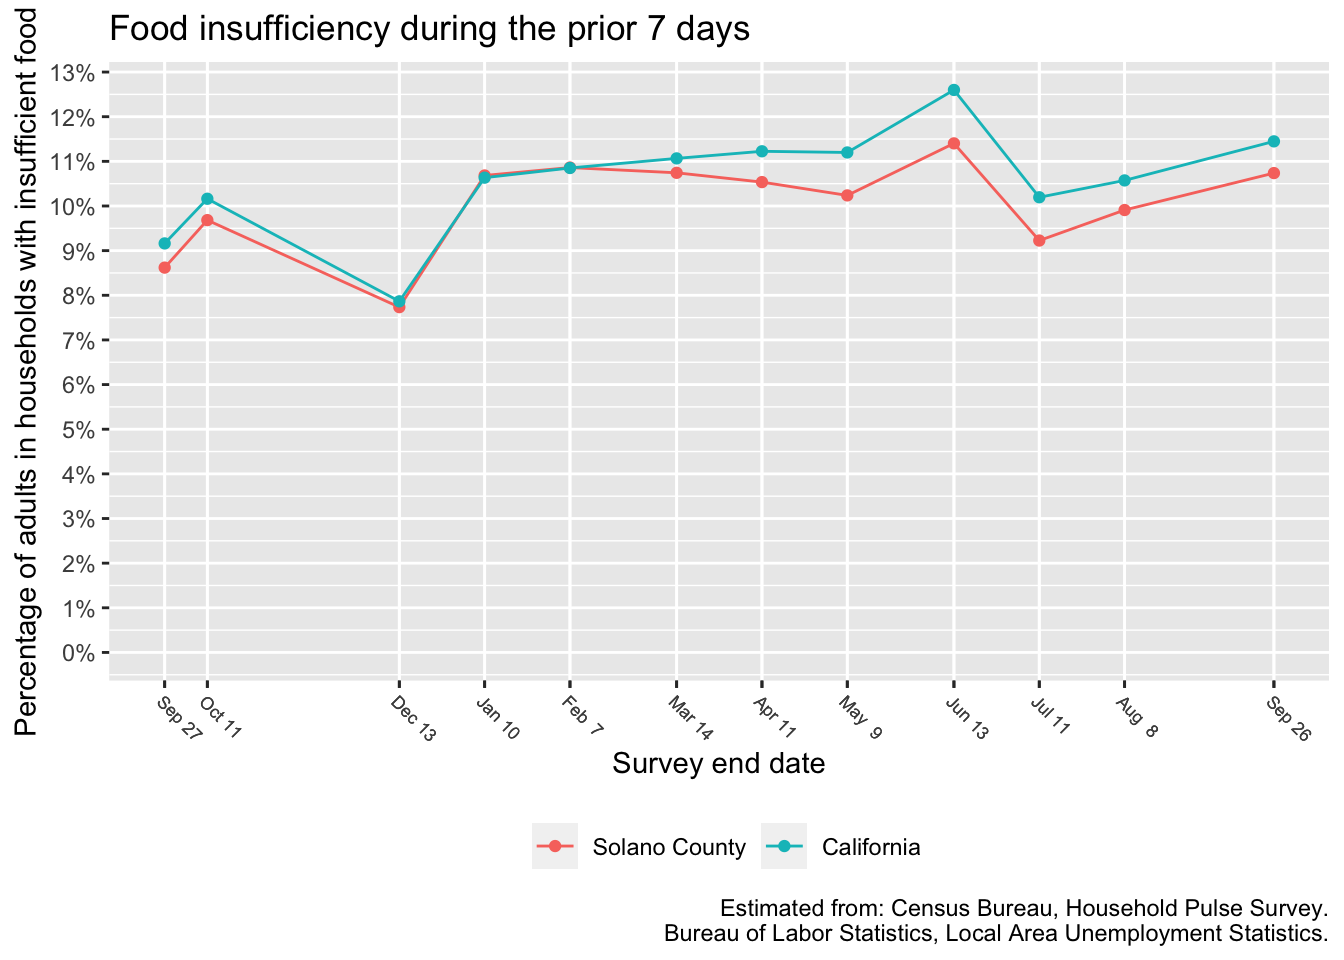 Food insufficiency during the prior 7 days
Percentage of adults in households with insufficient food
13%
12%
11%
10%
9%
8%
7%
6%
5%
4%
3%
2%
1%
0%
Sep 27
Oct 11
Dec 13
Jan 10
Feb 7
Mar 14
Apr 11
May 9
Jun 13
Jul 11
Aug 8
Sep 26
Survey end date
Solano County
California
Estimated from: Census Bureau, Household Pulse Survey.
Bureau of Labor Statistics, Local Area Unemployment Statistics.